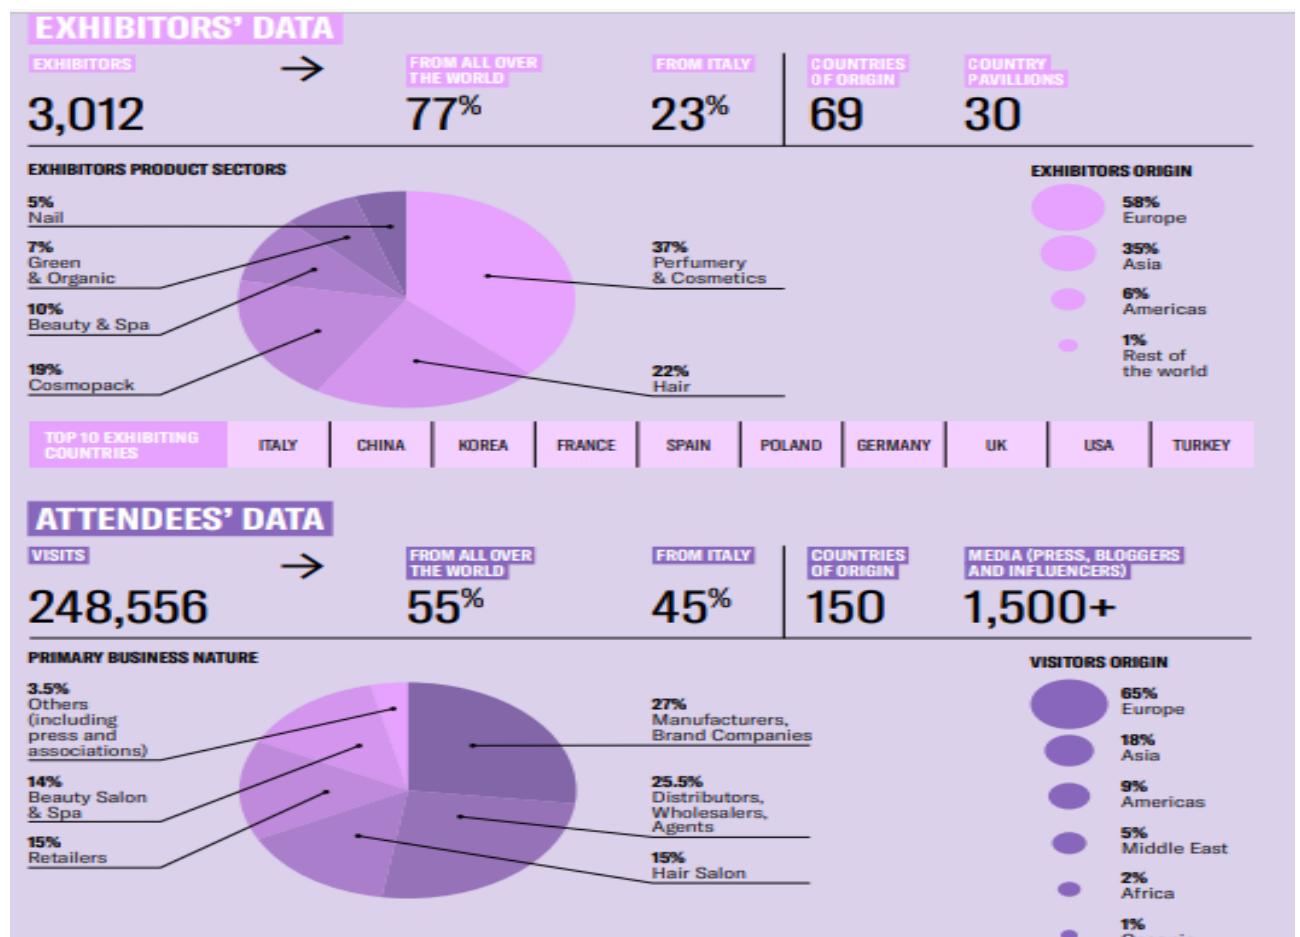 EXHIBITORS' DATA
EXHIBITORS
→
FROM ALL OVER
THE WORLD
FROM ITALY
COUNTRIES
OF ORIGIN
COUNTRY
PAVILLIONS
3,012
77%
23%
69
30
EXHIBITORS PRODUCT SECTORS
5%
Nail
7%
Green
& Organic
10%
Beauty & Spa
19%
Cosmopack
37%
Perfumery
& Cosmetics
22%
Hair
EXHIBITORS ORIGIN
58%
Europe
35%
Asia
6%
Americas
1%
Rest of
the world
TOP 10 EXHIBITING
COUNTRIES
ITALY
CHINA
KOREA
FRANCE
SPAIN
POLAND
GERMANY
UK
USA
TURKEY
ATTENDEES' DATA
VISITS
→
FROM ALL OVER
THE WORLD
FROM ITALY
COUNTRIES
OF ORIGIN
MEDIA (PRESS, BLOGGERS
AND INFLUENCERS)
248,556
55%
45%
150
1,500+
PRIMARY BUSINESS NATURE
3.5%
Others
(including
press and
associations)
14%
Beauty Salon
& Spa
15%
Retailers
27%
Manufacturers,
Brand Companies
25.5%
Distributors,
Wholesalers,
Agents
15%
Hair Salon
VISITORS ORIGIN
65%
Europe
18%
Asia
9%
Americas
5%
Middle East
2%
Africa
1%